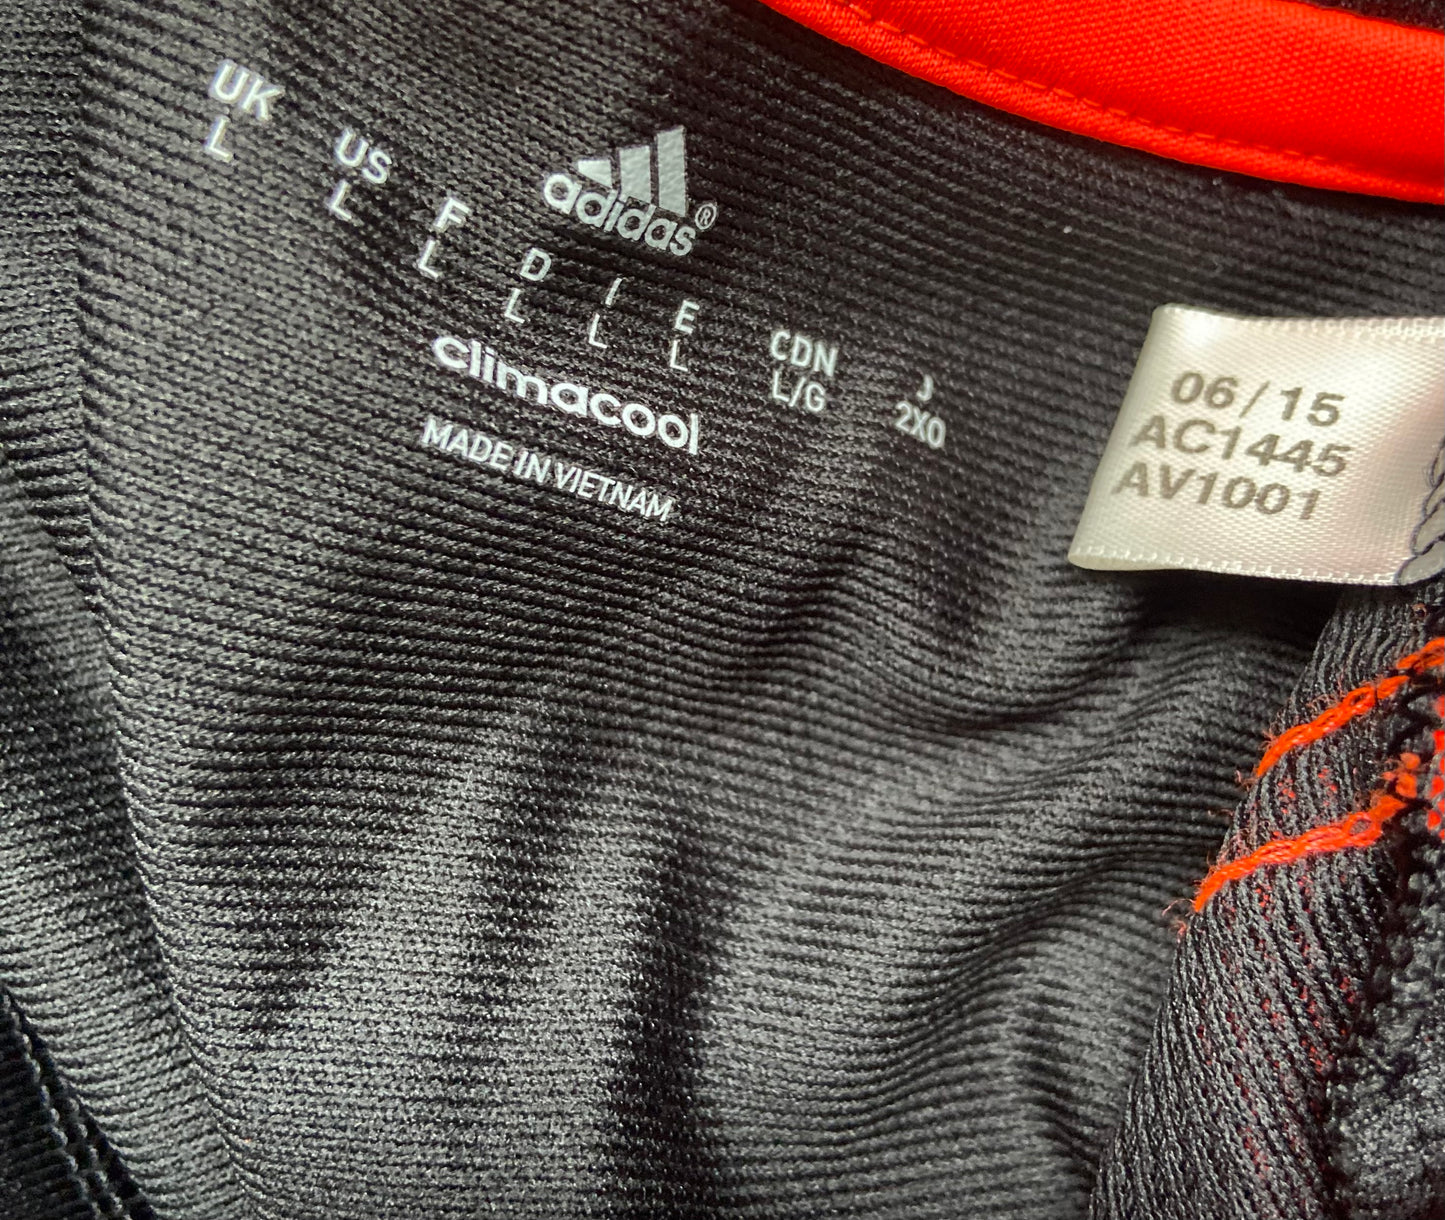 adidas®
UK US F D I E CDN J
L L L L L L L/G 2XO
climacool
MADE IN VIETNAM
06/15
AC1445
AV1001